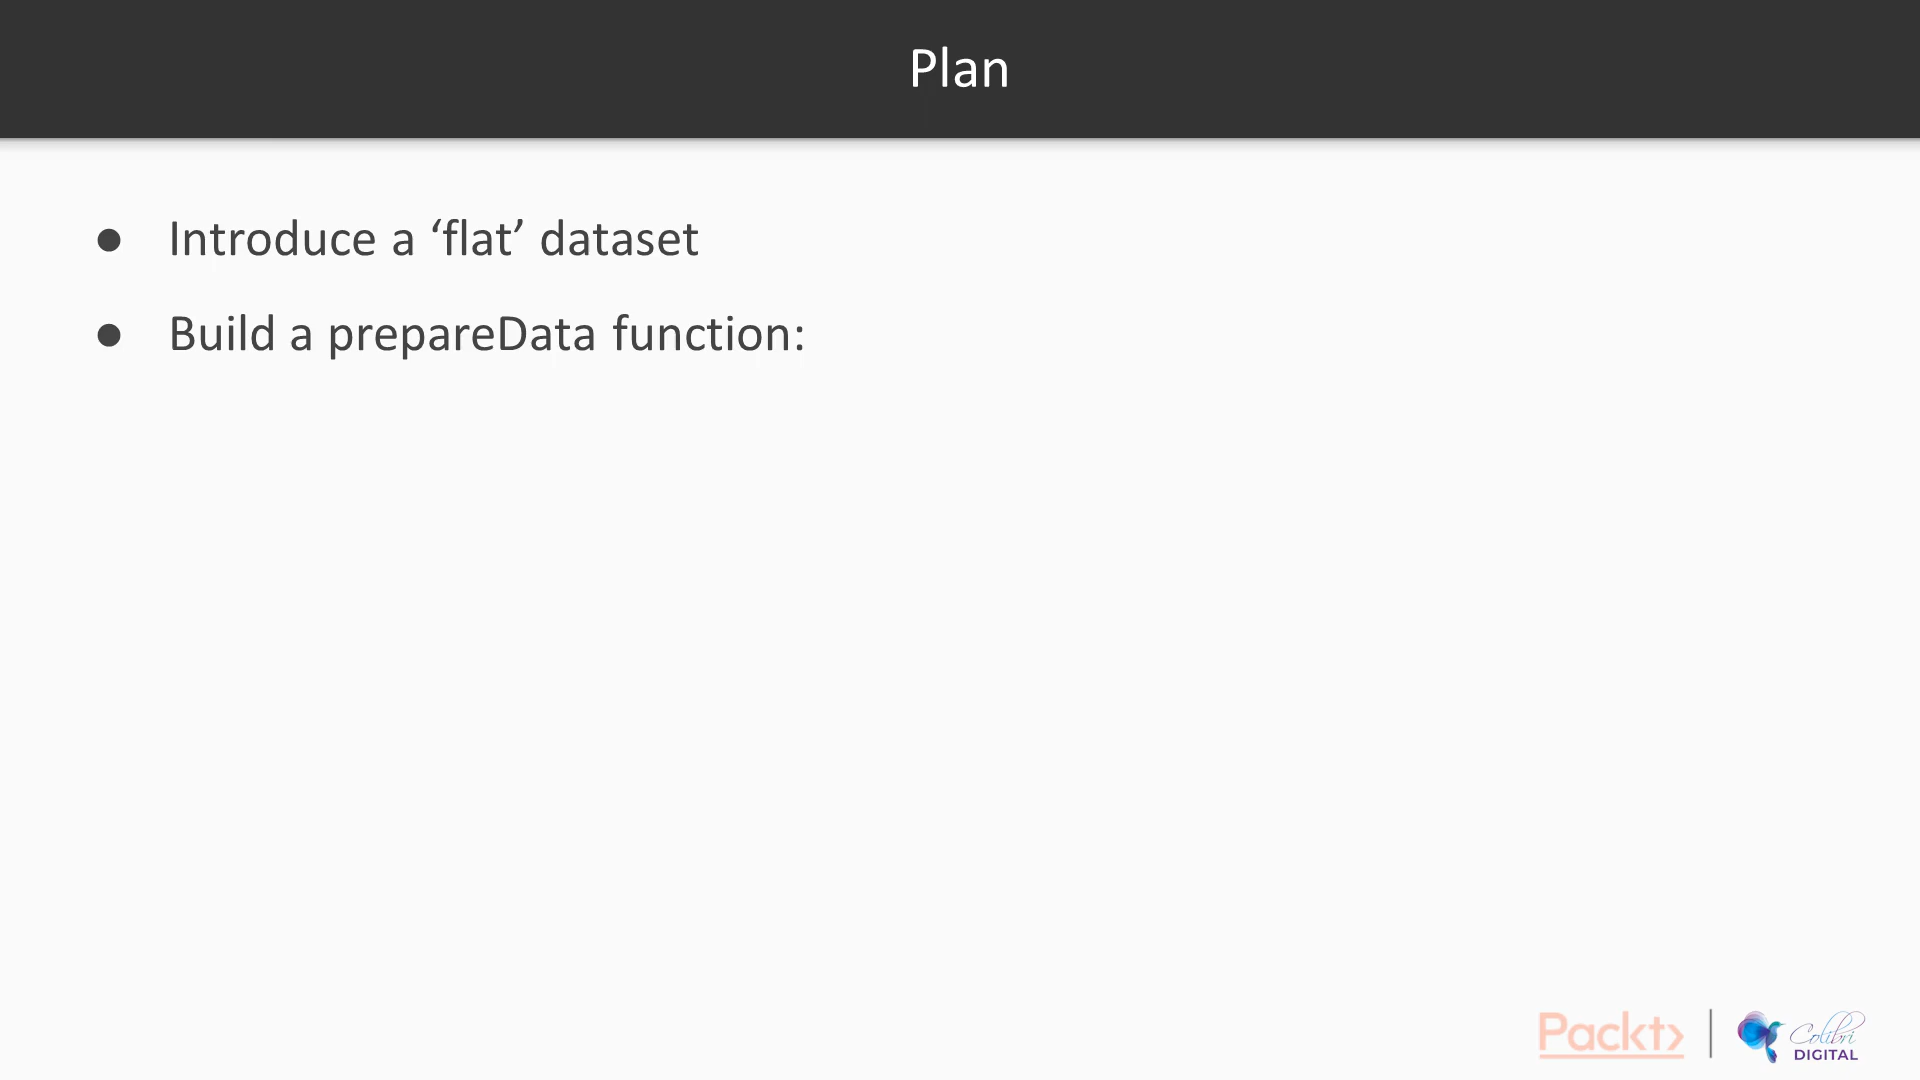 Plan
● Introduce a ‘flat’ dataset
● Build a prepareData function:
Packt>
Colibri
DIGITAL